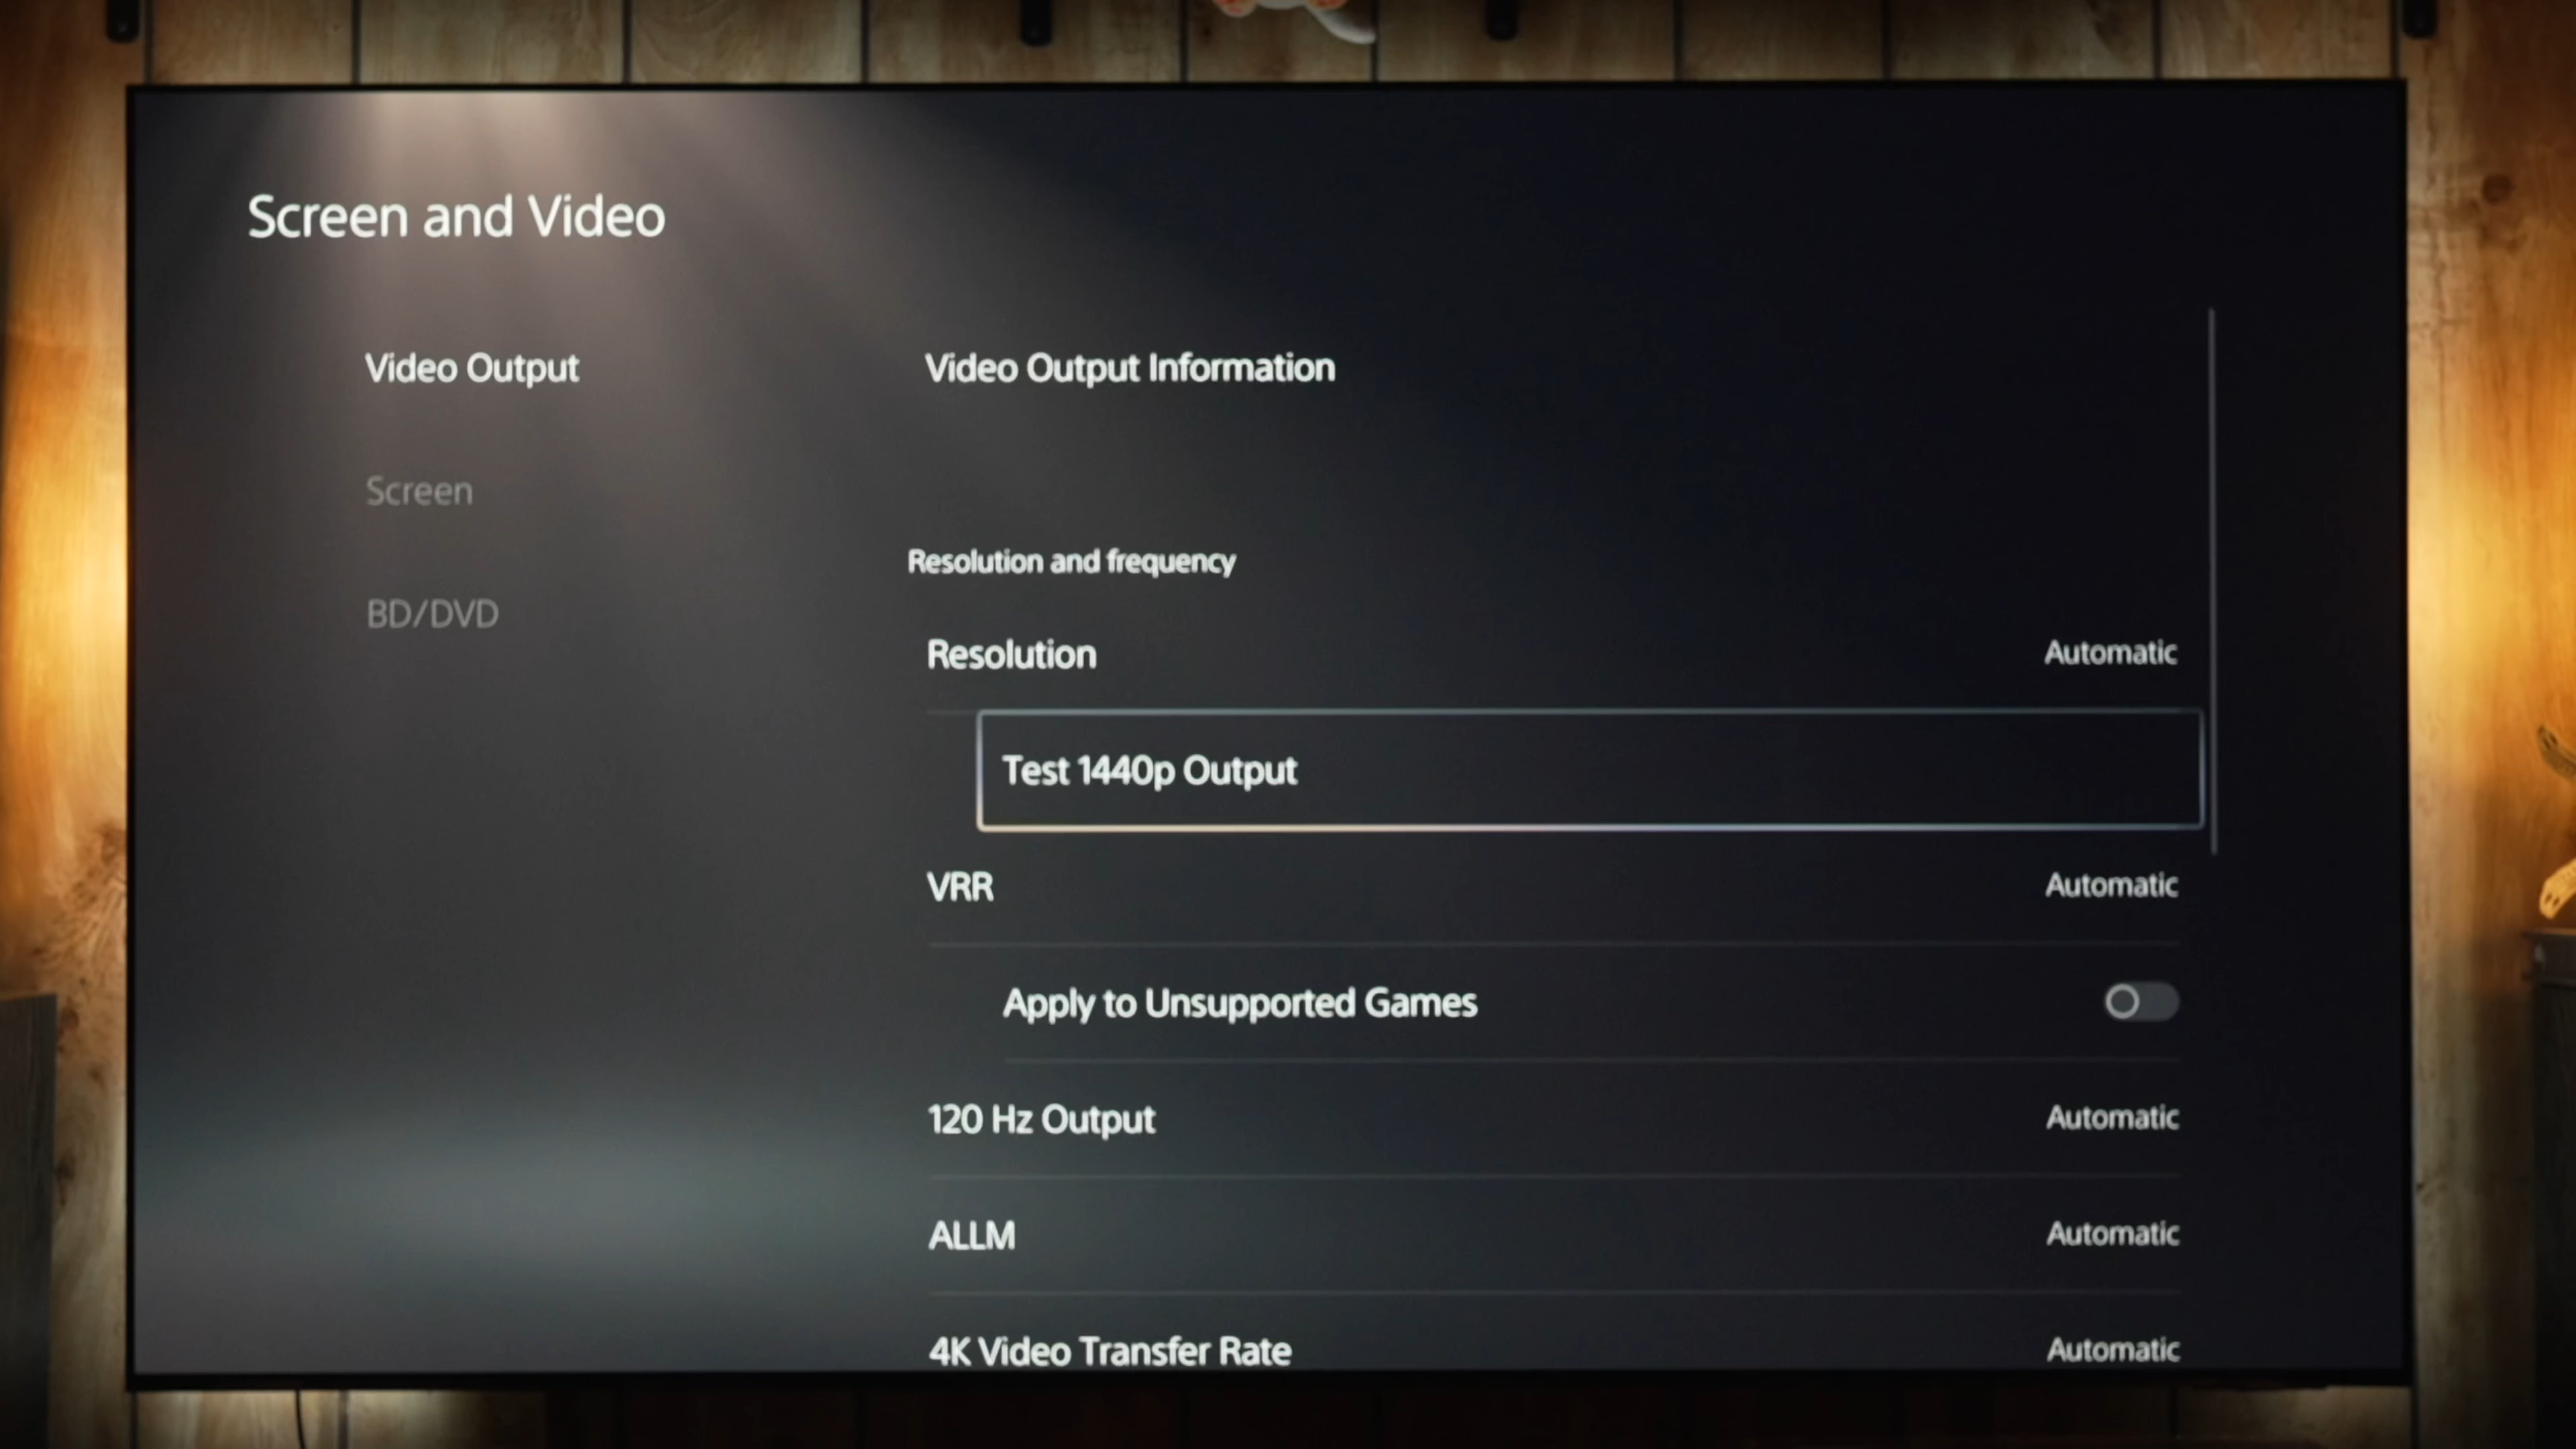 Screen and Video
Video Output
Screen
BD/DVD
Video Output Information
Resolution and frequency
Resolution Automatic
Test 1440p Output
VRR Automatic
Apply to Unsupported Games
120 Hz Output Automatic
ALLM Automatic
4K Video Transfer Rate Automatic